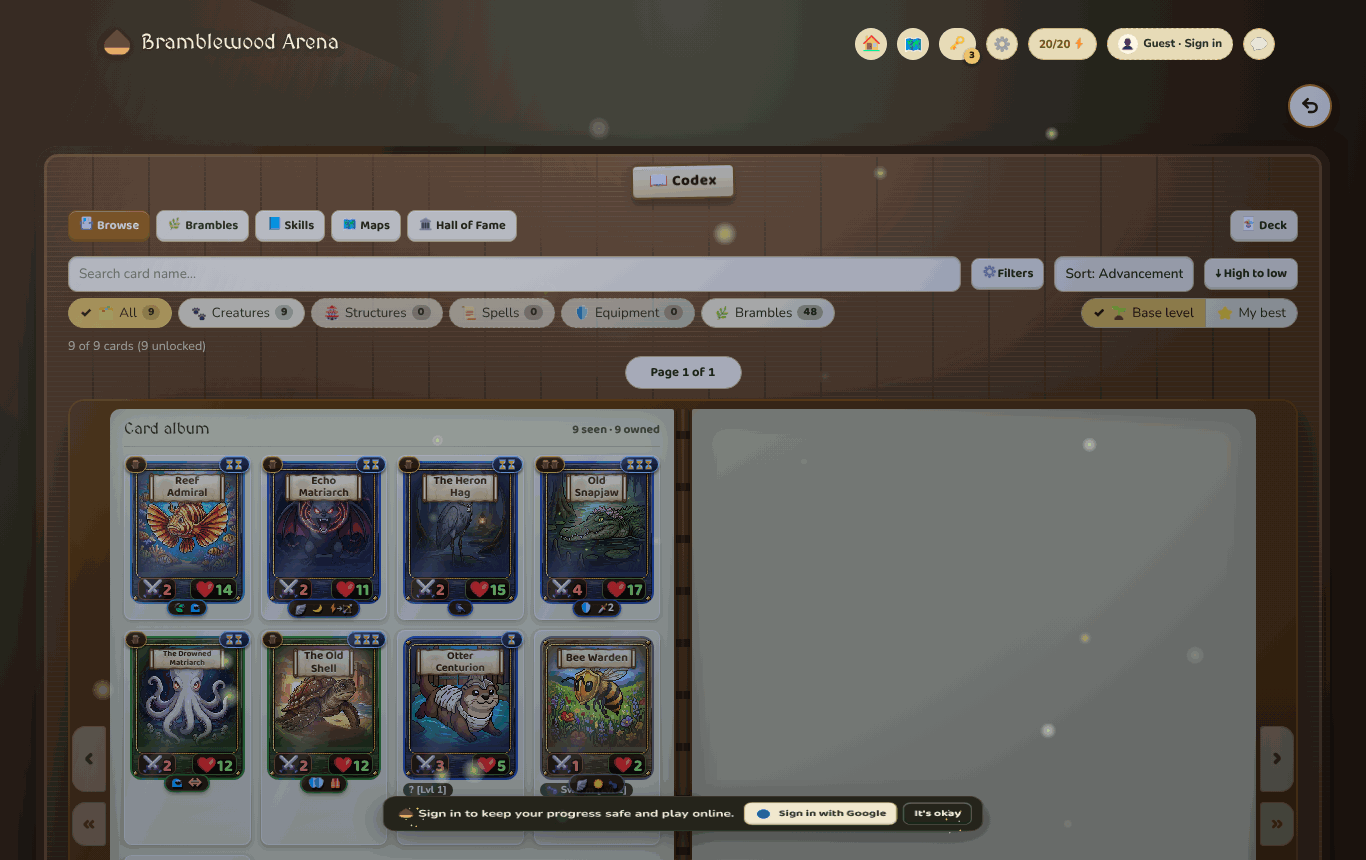 Bramblewood Arena
3
20/20
Guest · Sign in
Codex
Browse
Brambles
Skills
Maps
Hall of Fame
Deck
Search card name...
Filters
Sort: Advancement
↓ High to low
All 9
Creatures 9
Structures 0
Spells 0
Equipment 0
Brambles 48
Base level
My best
9 of 9 cards (9 unlocked)
Page 1 of 1
Card album
9 seen · 9 owned
Reef
Admiral
2 14
Echo
Matriarch
2 11
The Heron
Hag
2 15
Old
Snapjaw
4 17
2
The Drowned
Matriarch
2 12
The Old
Shell
2 12
Otter
Centurion
3 5
? [Lvl 1]
Bee Warden
1 2
Sign in to keep your progress safe and play online.
Sign in with Google
It's okay